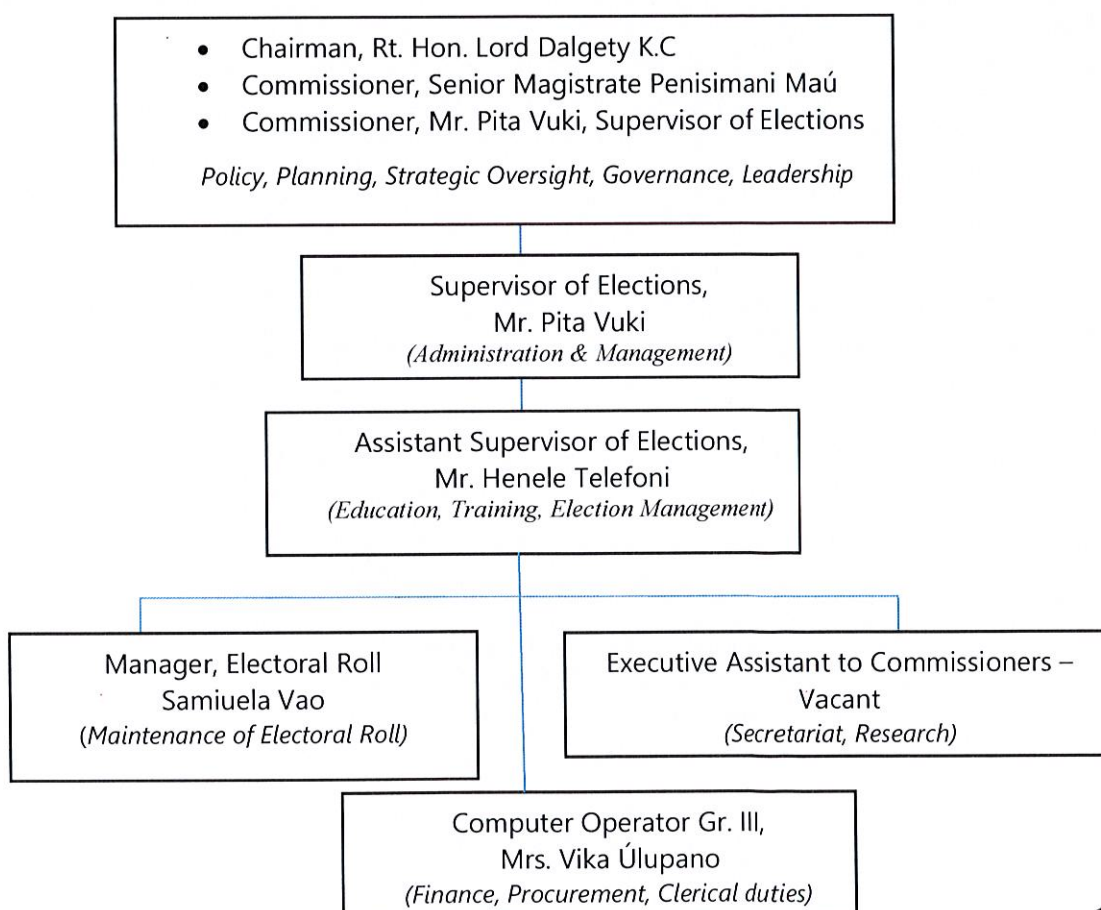 • Chairman, Rt. Hon. Lord Dalgety K.C
• Commissioner, Senior Magistrate Penisimani Maú
• Commissioner, Mr. Pita Vuki, Supervisor of Elections
Policy, Planning, Strategic Oversight, Governance, Leadership
Supervisor of Elections,
Mr. Pita Vuki
(Administration & Management)
Assistant Supervisor of Elections,
Mr. Henele Telefoni
(Education, Training, Election Management)
Manager, Electoral Roll
Samiuela Vao
(Maintenance of Electoral Roll)
Executive Assistant to Commissioners –
Vacant
(Secretariat, Research)
Computer Operator Gr. III,
Mrs. Vika Úlupano
(Finance, Procurement, Clerical duties)